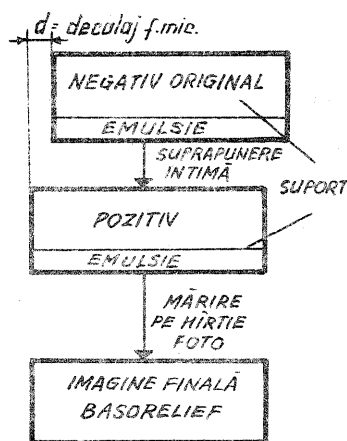 d = decalaj f. mic.
NEGATIV ORIGINAL
EMULSIE
SUPRAPUNERE
INTIMĂ
SUPORT
POZITIV
EMULSIE
MĂRIRE
PE HÎRTIE
FOTO
IMAGINE FINALĂ
BASORELIEF